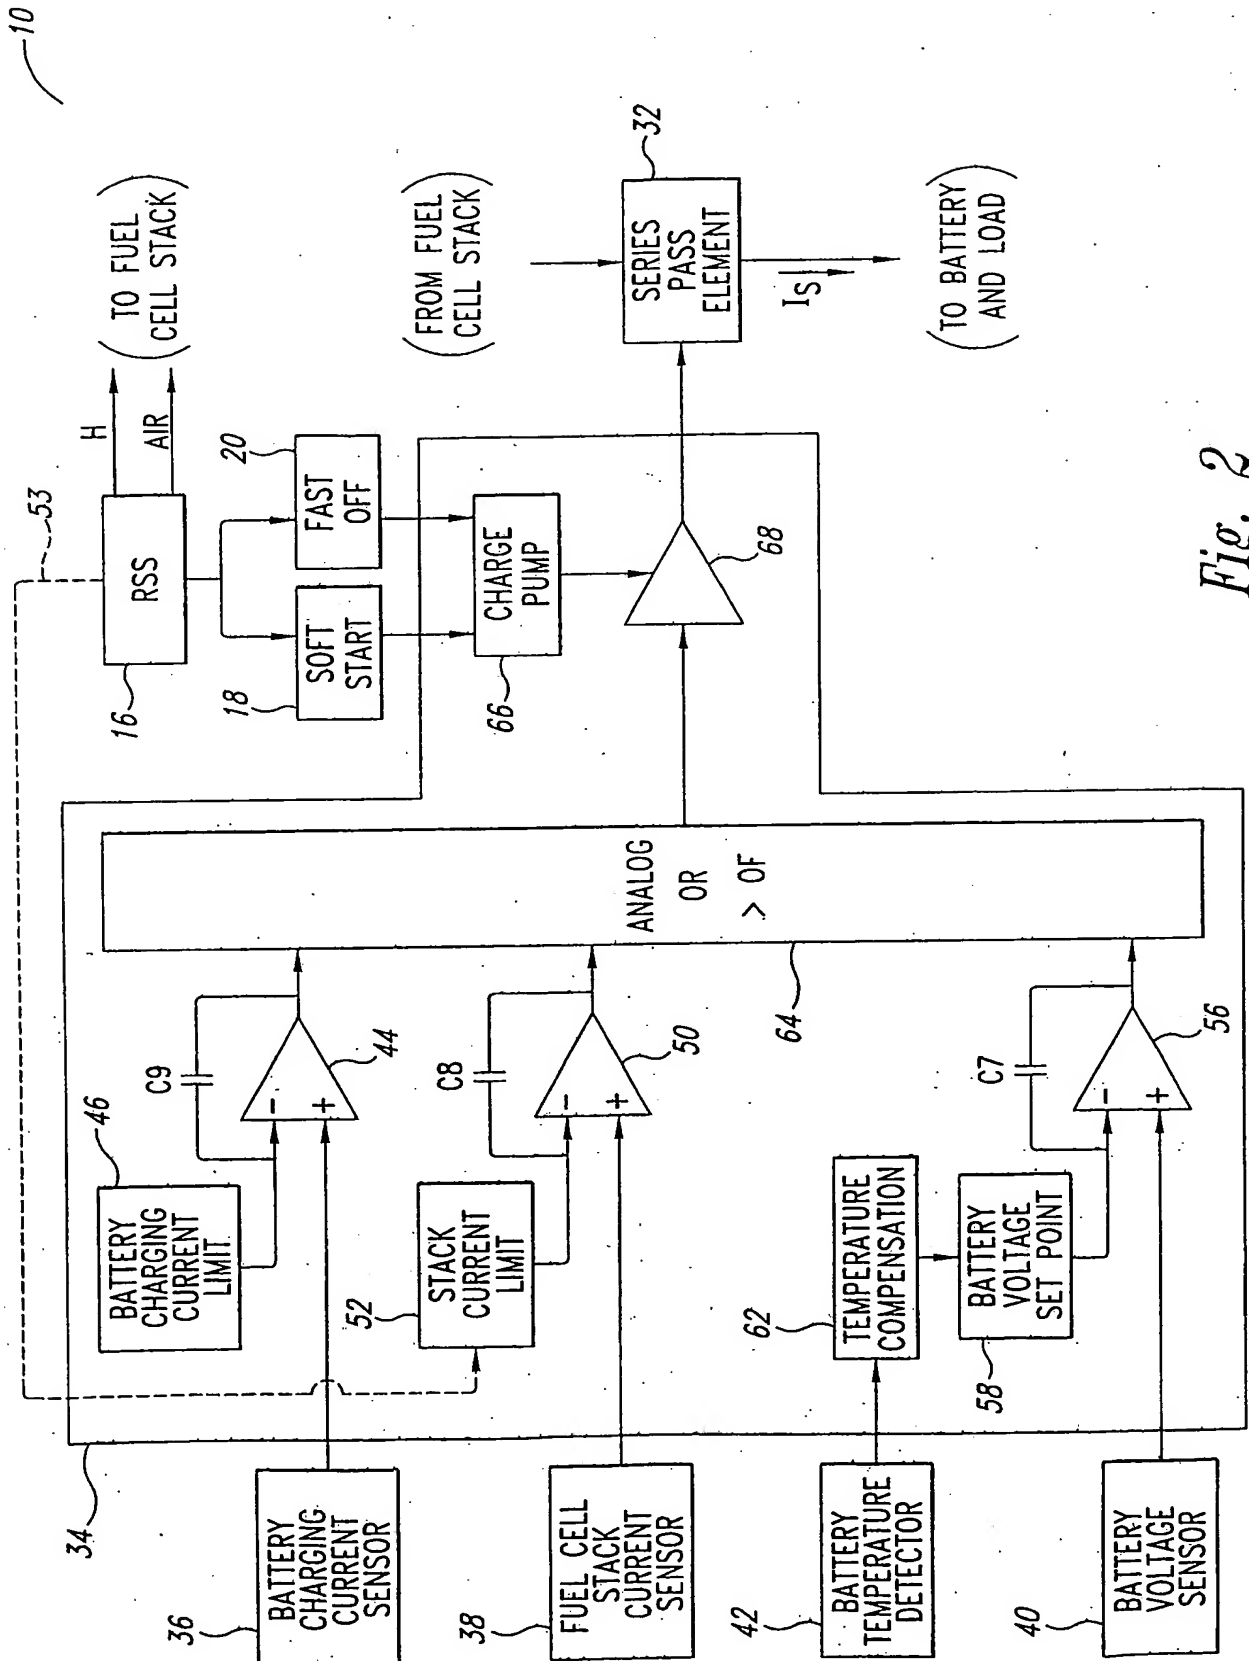 10
53
H
AIR
(TO FUEL
CELL STACK)
RSS
16
20
FAST
OFF
18
SOFT
START
(FROM FUEL
CELL STACK)
CHARGE
PUMP
66
68
32
SERIES
PASS
ELEMENT
IS
(TO BATTERY
AND LOAD)
34
46
BATTERY
CHARGING
CURRENT
LIMIT
C9
-
+
44
36
BATTERY
CHARGING
CURRENT
SENSOR
52
STACK
CURRENT
LIMIT
C8
-
+
50
38
FUEL CELL
STACK
CURRENT
SENSOR
ANALOG
OR
> OF
64
62
TEMPERATURE
COMPENSATION
42
BATTERY
TEMPERATURE
DETECTOR
58
BATTERY
VOLTAGE
SET POINT
C7
-
+
56
40
BATTERY
VOLTAGE
SENSOR
Fig. 2